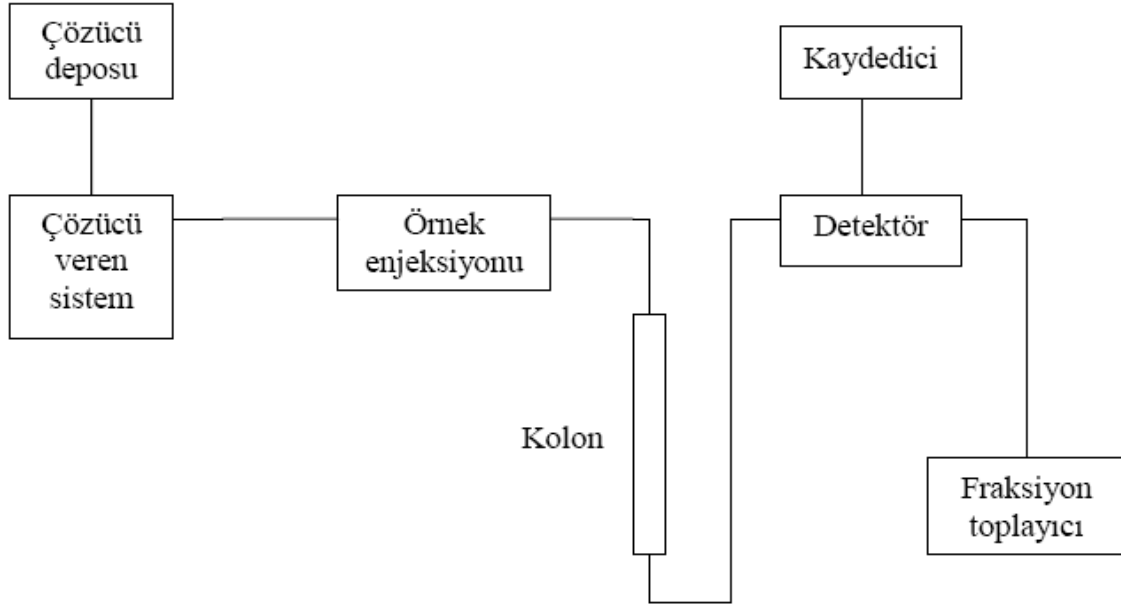 Çözücü
deposu
Kaydedici
Çözücü
veren
sistem
Örnek
enjeksiyonu
Detektör
Kolon
Fraksiyon
toplayıcı